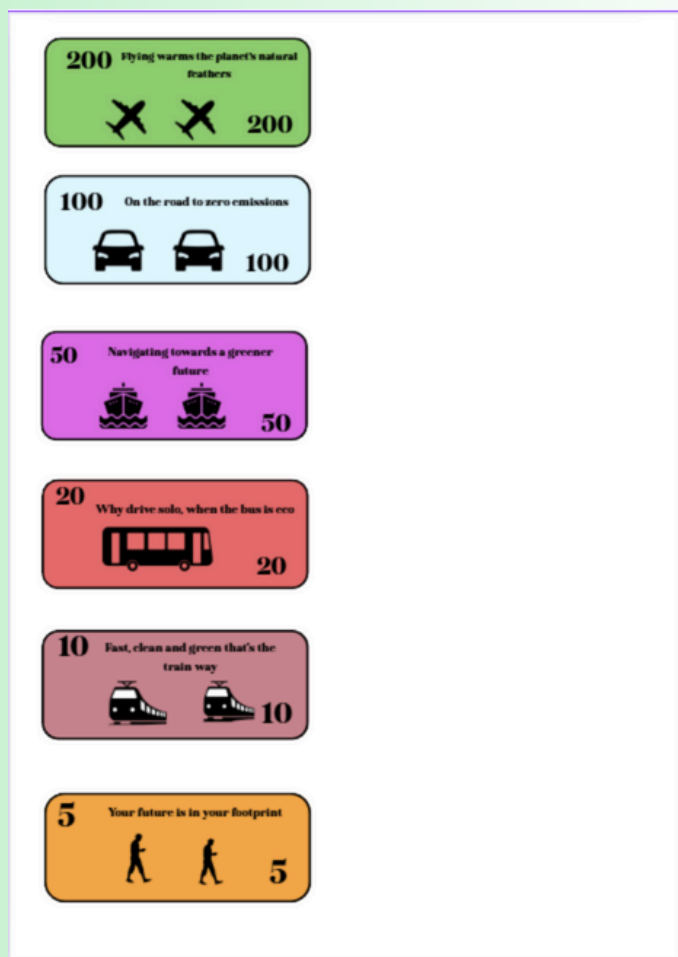 200 Flying warms the planet's natural
feathers
200
100 On the road to zero emissions
100
50 Navigating towards a greener
future
50
20
Why drive solo, when the bus is eco
20
10 Fast, clean and green that's the
train way
10
5 Your future is in your footprint
5